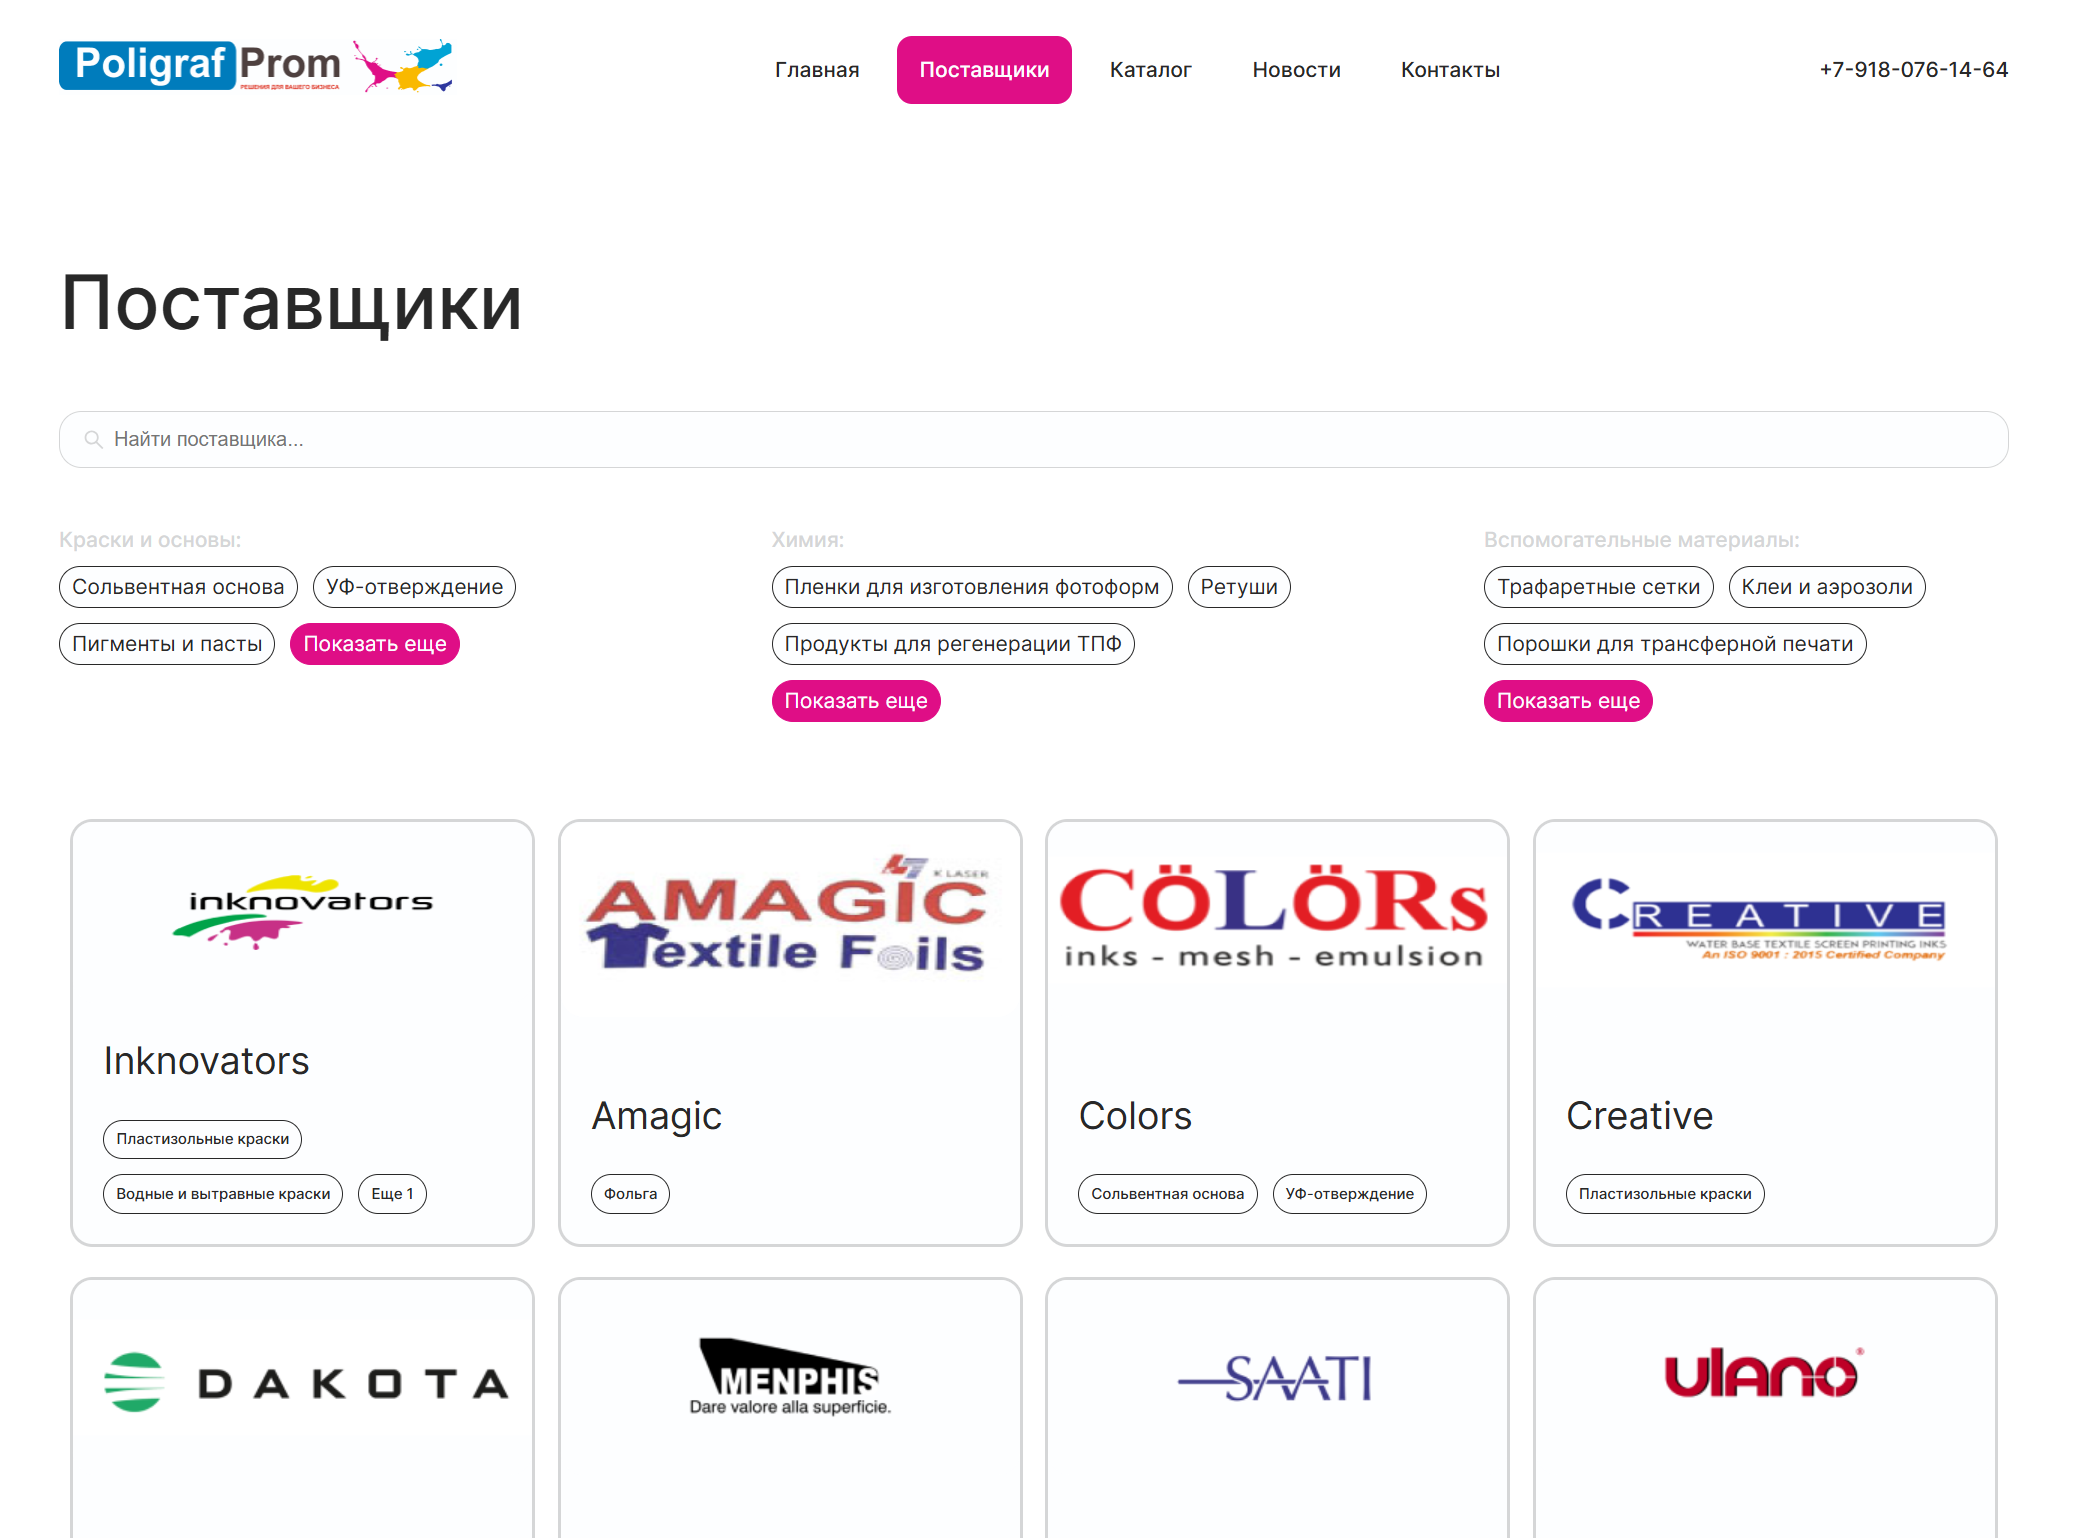 Poligraf Prom
РЕШЕНИЯ ДЛЯ ВАШЕГО БИЗНЕСА
Главная
Поставщики
Каталог
Новости
Контакты
+7-918-076-14-64
Поставщики
Найти поставщика...
Краски и основы:
Сольвентная основа
УФ-отверждение
Пигменты и пасты
Показать еще
Химия:
Пленки для изготовления фотоформ
Ретуши
Продукты для регенерации ТПФ
Показать еще
Вспомогательные материалы:
Трафаретные сетки
Клеи и аэрозоли
Порошки для трансферной печати
Показать еще
inknovators
Inknovators
Пластизольные краски
Водные и вытравные краски
Еще 1
K LASER
AMAGIC
Textile Foils
Amagic
Фольга
CÖLÖRs
inks - mesh - emulsion
Colors
Сольвентная основа
УФ-отверждение
CREATIVE
WATER BASE TEXTILE SCREEN PRINTING INKS
An ISO 9001 : 2015 Certified Company
Creative
Пластизольные краски
DAKOTA
MENPHIS
Dare valore alla superficie.
SAATI
ulano®